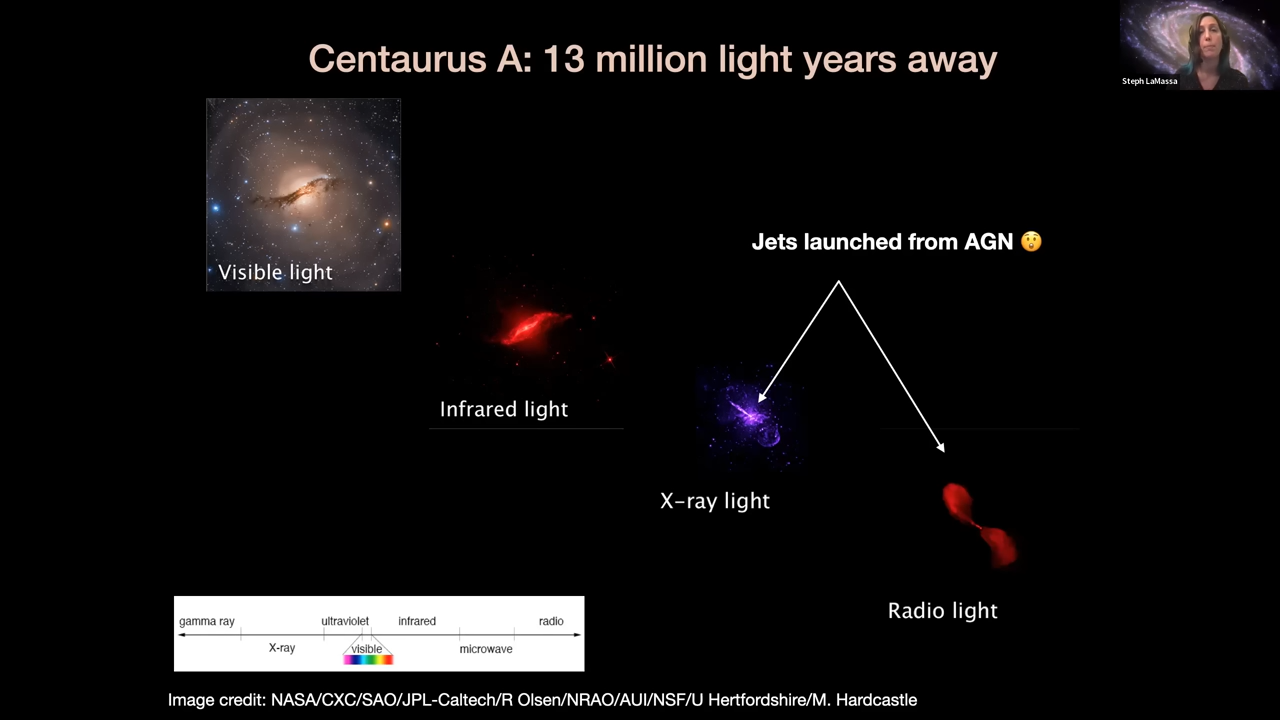 Centaurus A: 13 million light years away
Steph LaMassa
Visible light
Jets launched from AGN 😲
Infrared light
X-ray light
Radio light
gamma ray ultraviolet infrared radio
X-ray visible microwave
Image credit: NASA/CXC/SAO/JPL-Caltech/R Olsen/NRAO/AUI/NSF/U Hertfordshire/M. Hardcastle